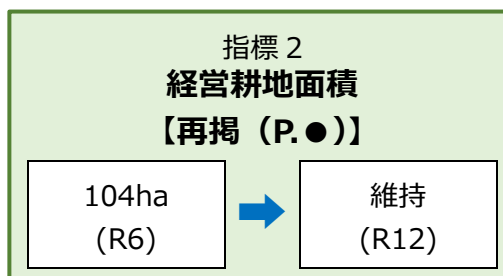 指標２
経営耕地面積
【再掲（P.●）】
104ha
(R6)
維持
(R12)